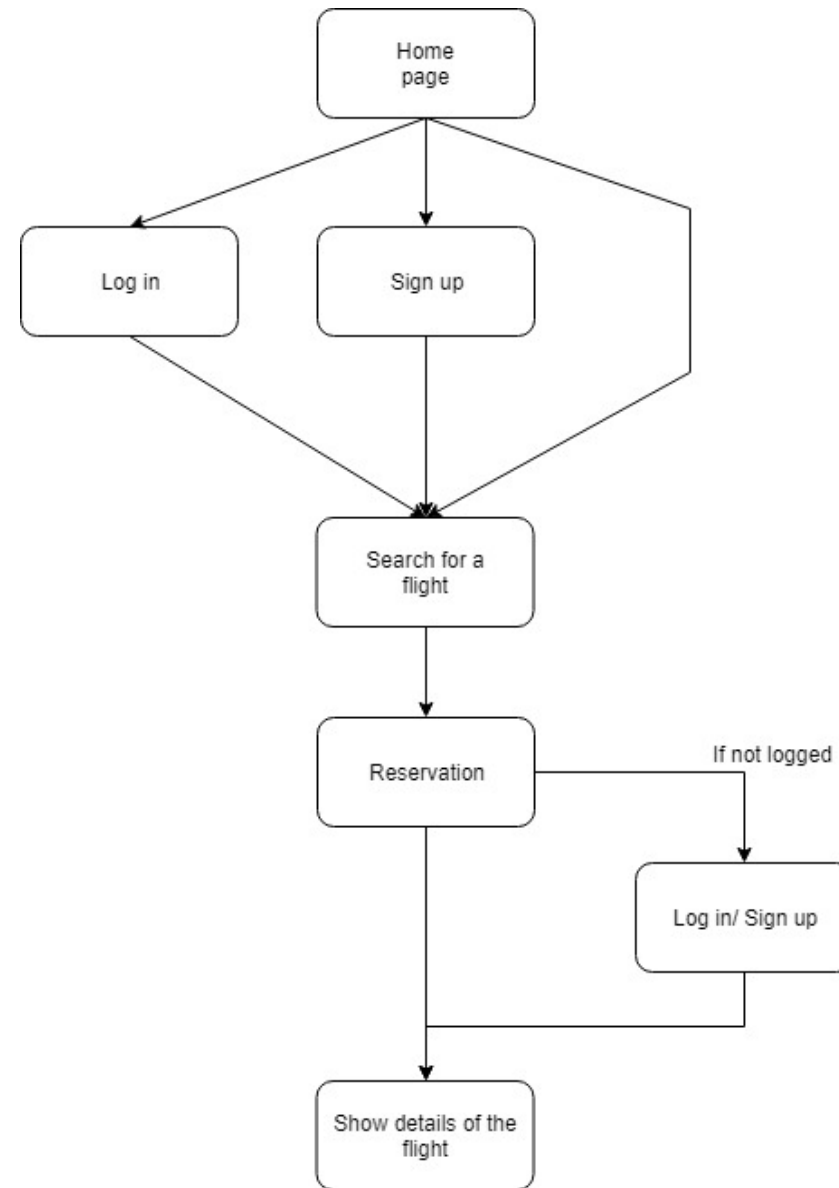 Home
page
Log in
Sign up
Search for a
flight
Reservation
If not logged
Log in/ Sign up
Show details of the
flight